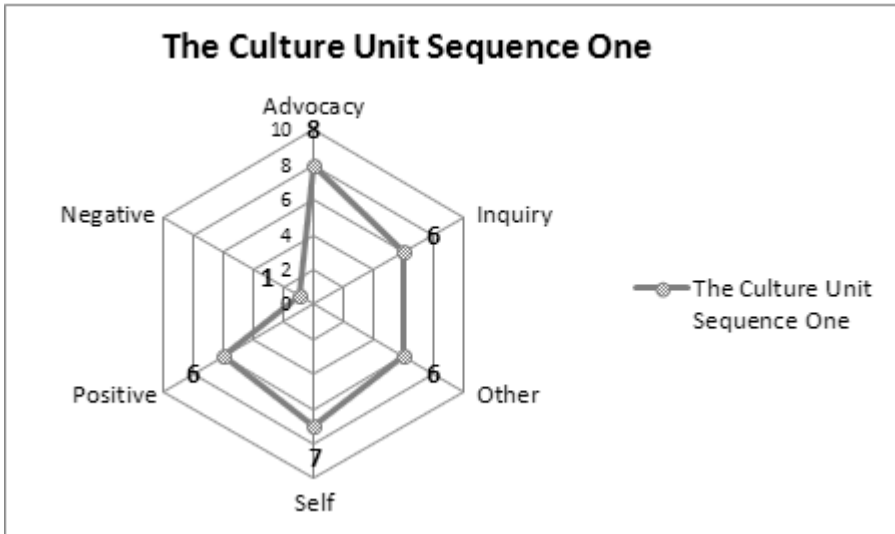 The Culture Unit Sequence One
Advocacy
10
8
8
6
4
2
0
Negative
Inquiry
6
1
The Culture Unit
Sequence One
Positive
6
6
Other
7
Self